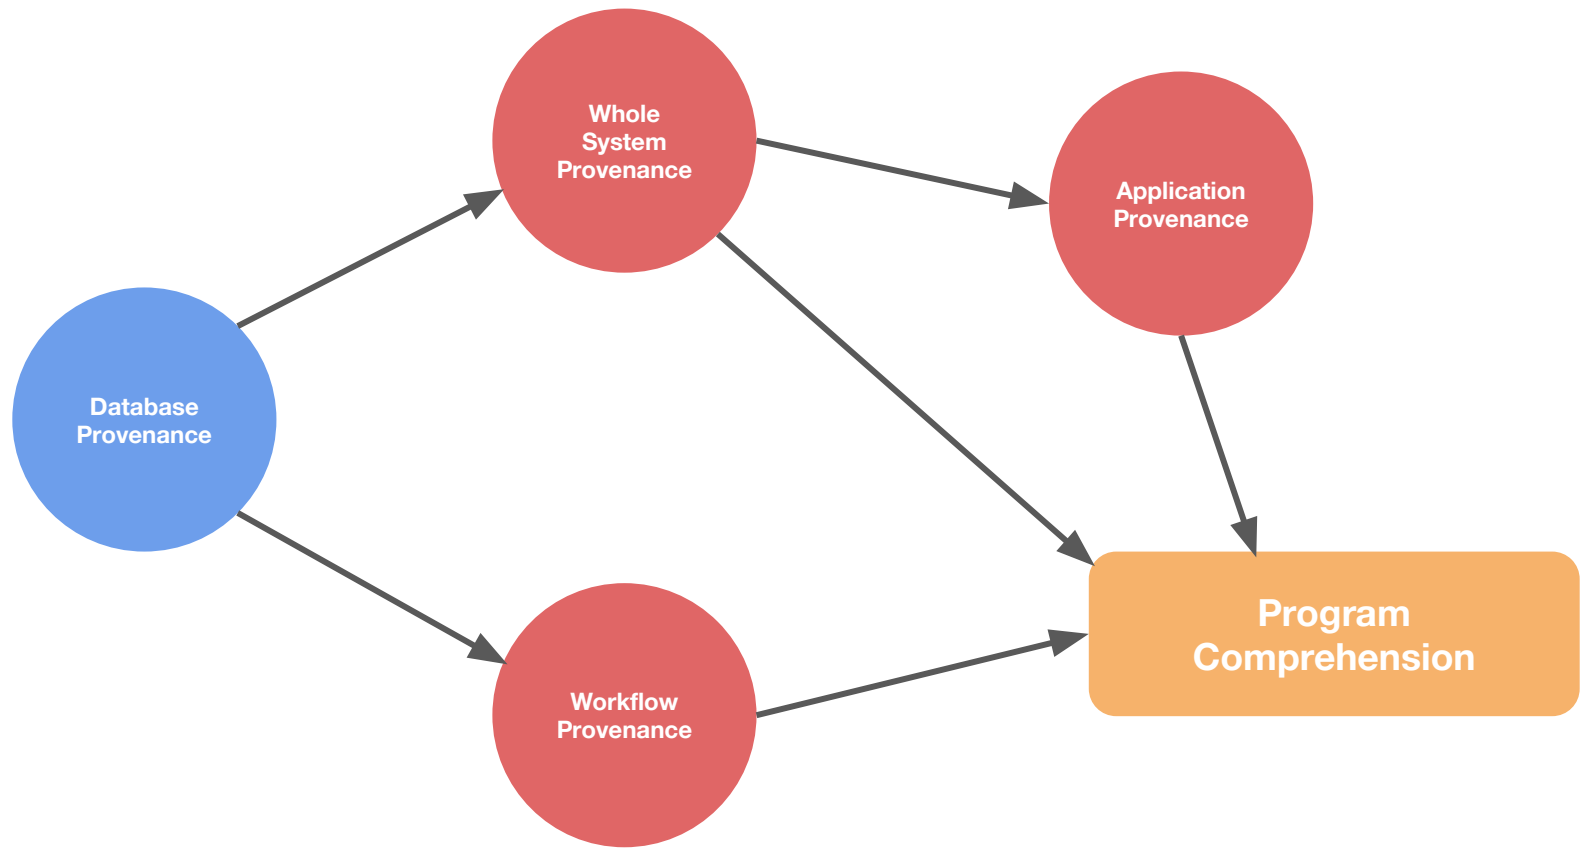 Whole
System
Provenance
Application
Provenance
Database
Provenance
Program
Comprehension
Workflow
Provenance